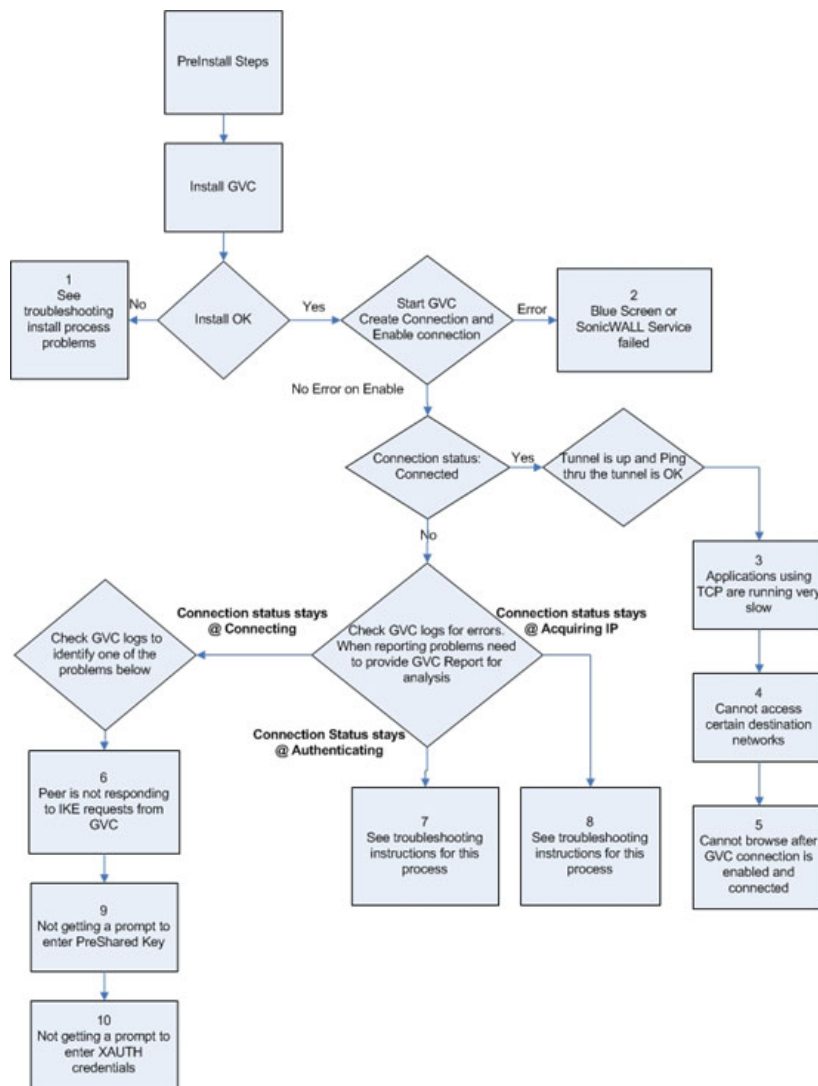 PreInstall Steps
Install GVC
1
See
troubleshooting
install process
problems
No
Install OK
Yes
Start GVC
Create Connection and
Enable connection
Error
2
Blue Screen or
SonicWALL Service
failed
No Error on Enable
Connection status:
Connected
Yes
Tunnel is up and Ping
thru the tunnel is OK
No
3
Applications using
TCP are running very
slow
Connection status stays
@ Connecting
Connection status stays
@ Acquiring IP
Check GVC logs to
identify one of the
problems below
Check GVC logs for errors.
When reporting problems need
to provide GVC Report for
analysis
4
Cannot access
certain destination
networks
Connection Status stays
@ Authenticating
6
Peer is not responding
to IKE requests from
GVC
7
See troubleshooting
instructions for this
process
8
See troubleshooting
instructions for this
process
5
Cannot browse after
GVC connection is
enabled and
connected
9
Not getting a prompt to
enter PreShared Key
10
Not getting a prompt to
enter XAUTH
credentials